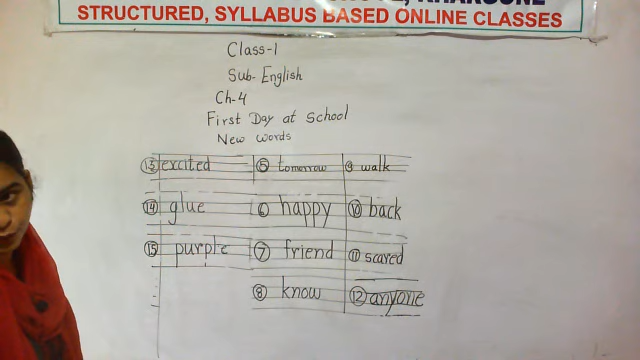 STRUCTURED, SYLLABUS BASED ONLINE CLASSES
Class-1
Sub- English
Ch-4
First Day at School
New words
13 excited 5 tomorrow 9 walk
14 glue 6 happy 10 back
15 purple 7 friend 11 scared
8 know 12 anyone